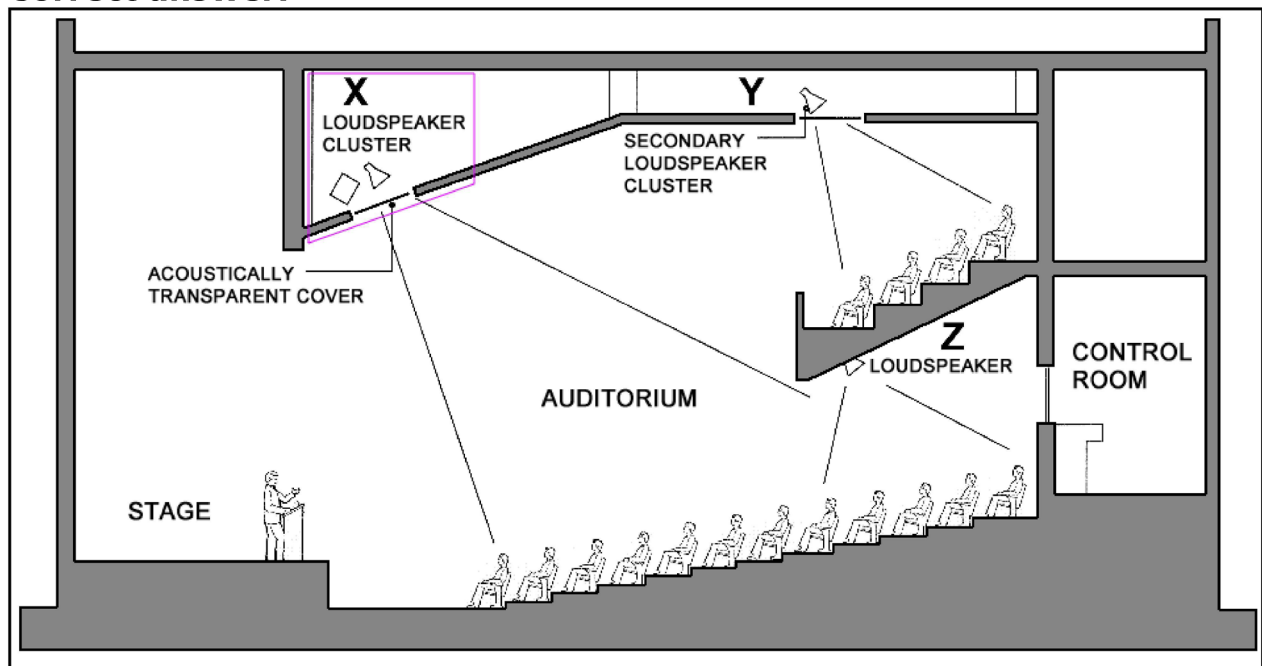 X
LOUDSPEAKER
CLUSTER
Y
SECONDARY
LOUDSPEAKER
CLUSTER
ACOUSTICALLY
TRANSPARENT COVER
Z
LOUDSPEAKER
CONTROL
ROOM
AUDITORIUM
STAGE